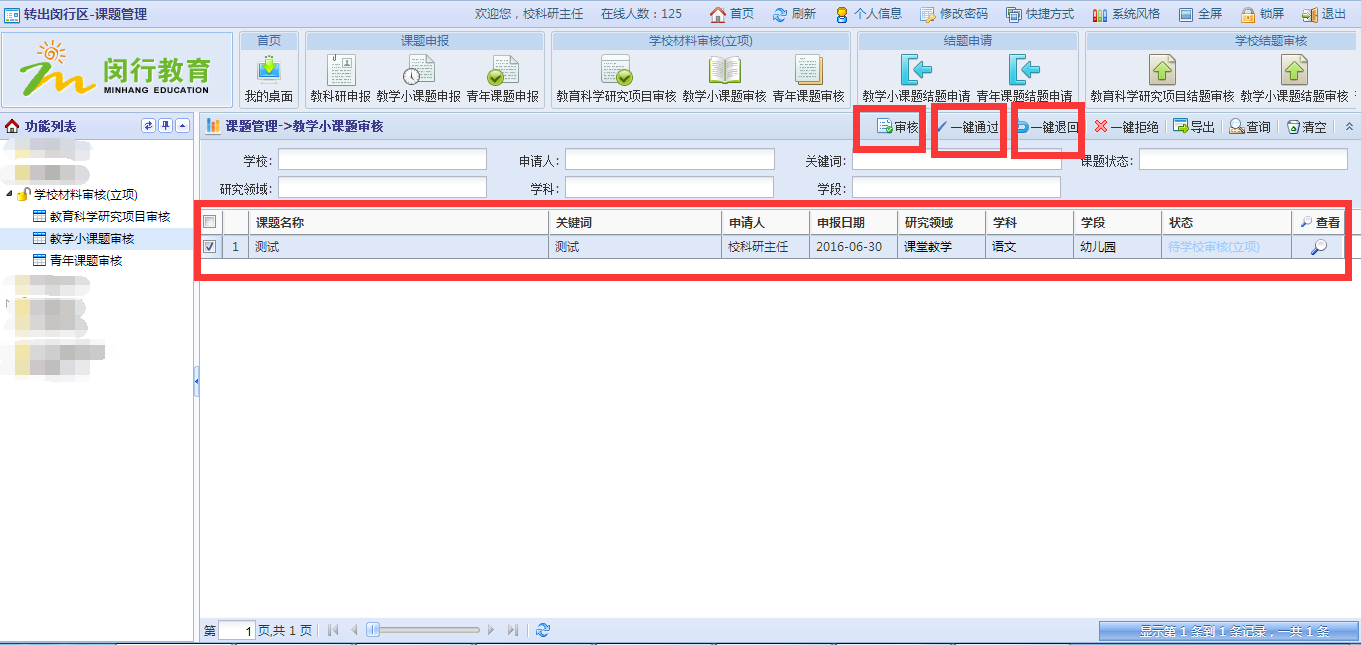 转出闵行区-课题管理 欢迎您，校科研主任 在线人数：125 首页 刷新 个人信息 修改密码 快捷方式 系统风格 全屏 锁屏 退出
首页 课题申报 学校材料审核(立项) 结题申请 学校结题审核
闵行教育
MINHANG EDUCATION
我的桌面 教科研申报 教学小课题申报 青年课题申报 教育科学研究项目审核 教学小课题审核 青年课题审核 教学小课题结题申请 青年课题结题申请 教育科学研究项目结题审核 教学小课题结题审核
功能列表 课题管理->教学小课题审核 审核 一键通过 一键退回 一键拒绝 导出 查询 清空
学校: 申请人: 关键词: 课题状态:
研究领域: 学科: 学段:
学校材料审核(立项)
教育科学研究项目审核
教学小课题审核
青年课题审核
课题名称 关键词 申请人 申报日期 研究领域 学科 学段 状态 查看
1 测试 测试 校科研主任 2016-06-30 课堂教学 语文 幼儿园 待学校审核(立项)
第 1 页,共 1 页 显示第 1 条到 1 条记录，一共 1 条